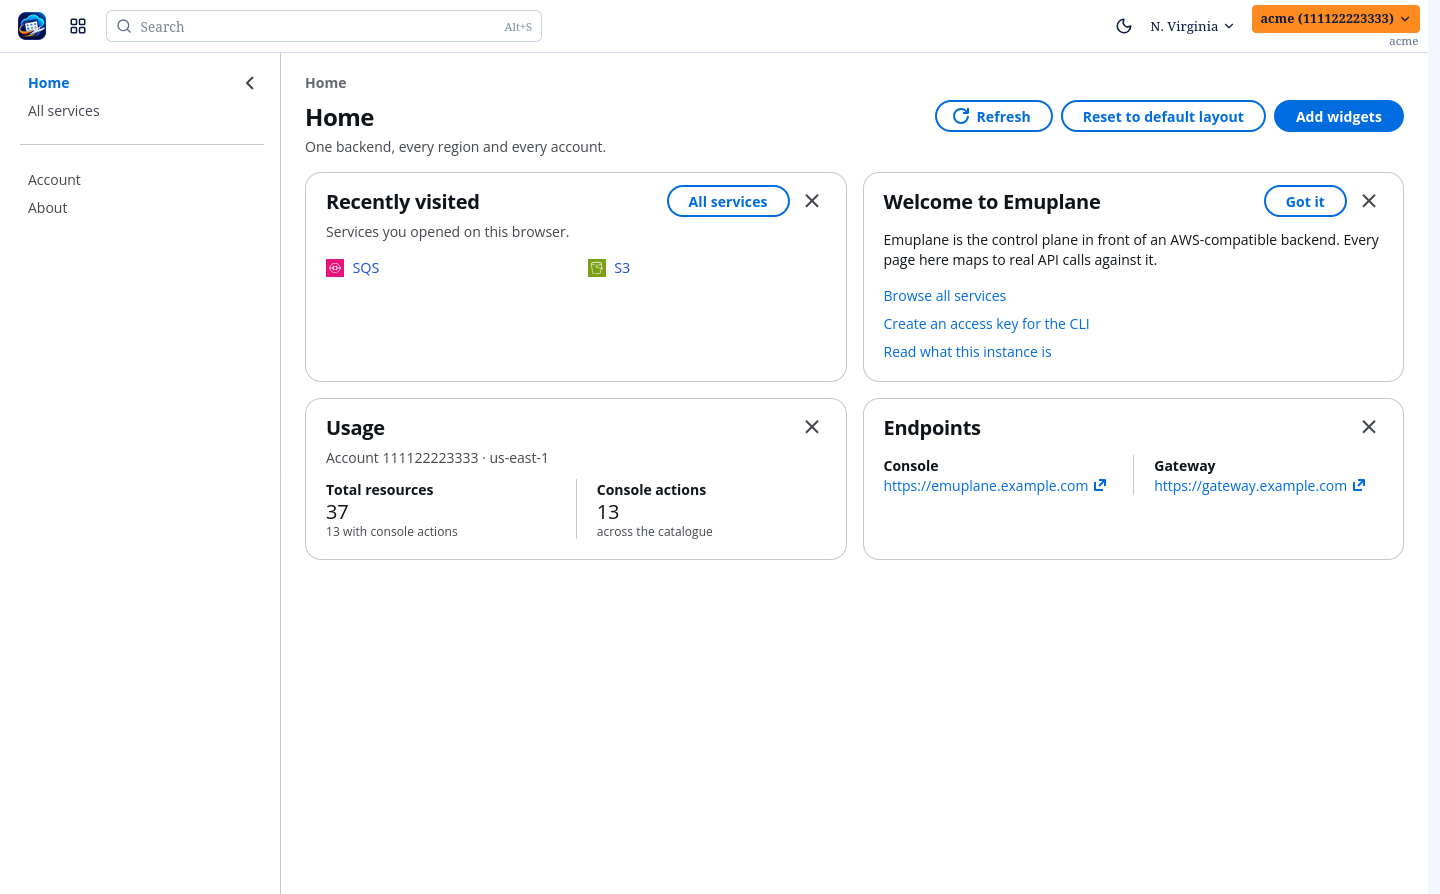 Search
Alt+S
N. Virginia
acme (111122223333)
acme
Home
All services
Account
About
Home
Home
One backend, every region and every account.
Refresh
Reset to default layout
Add widgets
Recently visited
All services
Services you opened on this browser.
SQS
S3
Welcome to Emuplane
Got it
Emuplane is the control plane in front of an AWS-compatible backend. Every
page here maps to real API calls against it.
Browse all services
Create an access key for the CLI
Read what this instance is
Usage
Account 111122223333 · us-east-1
Total resources
37
13 with console actions
Console actions
13
across the catalogue
Endpoints
Console
https://emuplane.example.com
Gateway
https://gateway.example.com